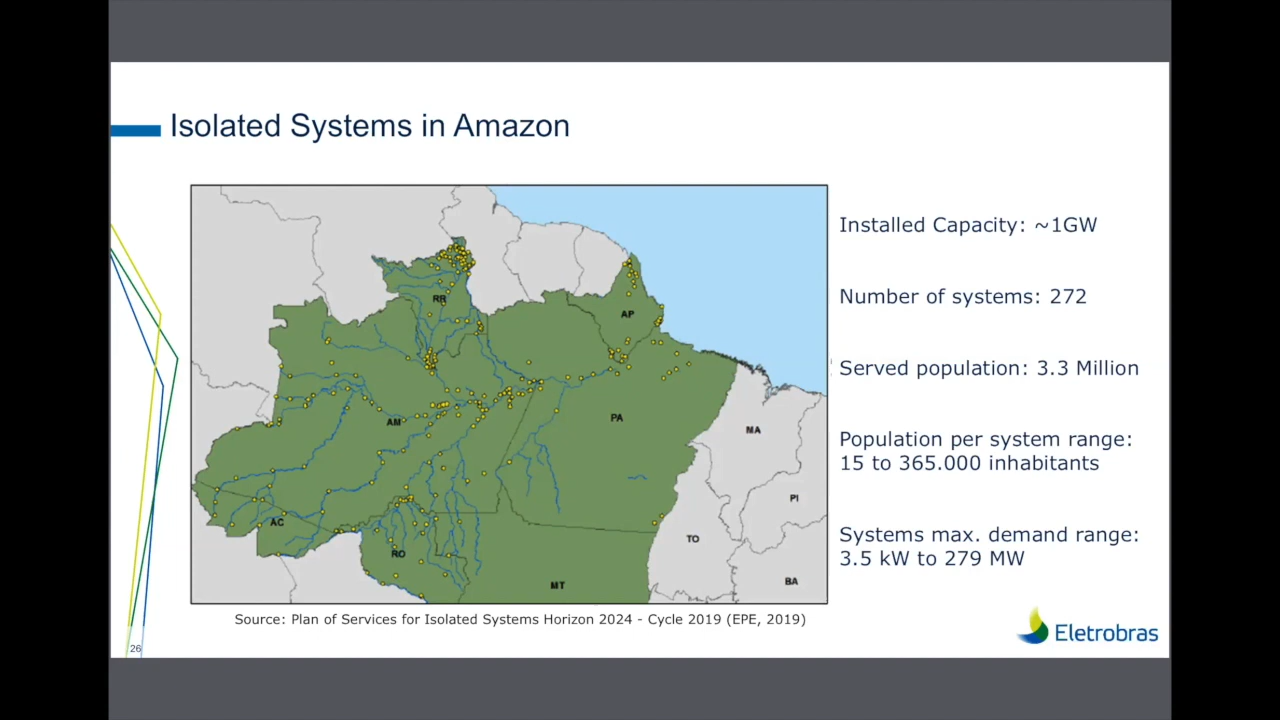 Isolated Systems in Amazon
RR
AP
AM
PA
MA
PI
AC
RO
TO
MT
BA
Installed Capacity: ~1GW
Number of systems: 272
Served population: 3.3 Million
Population per system range:
15 to 365.000 inhabitants
Systems max. demand range:
3.5 kW to 279 MW
Source: Plan of Services for Isolated Systems Horizon 2024 - Cycle 2019 (EPE, 2019)
Eletrobras
26